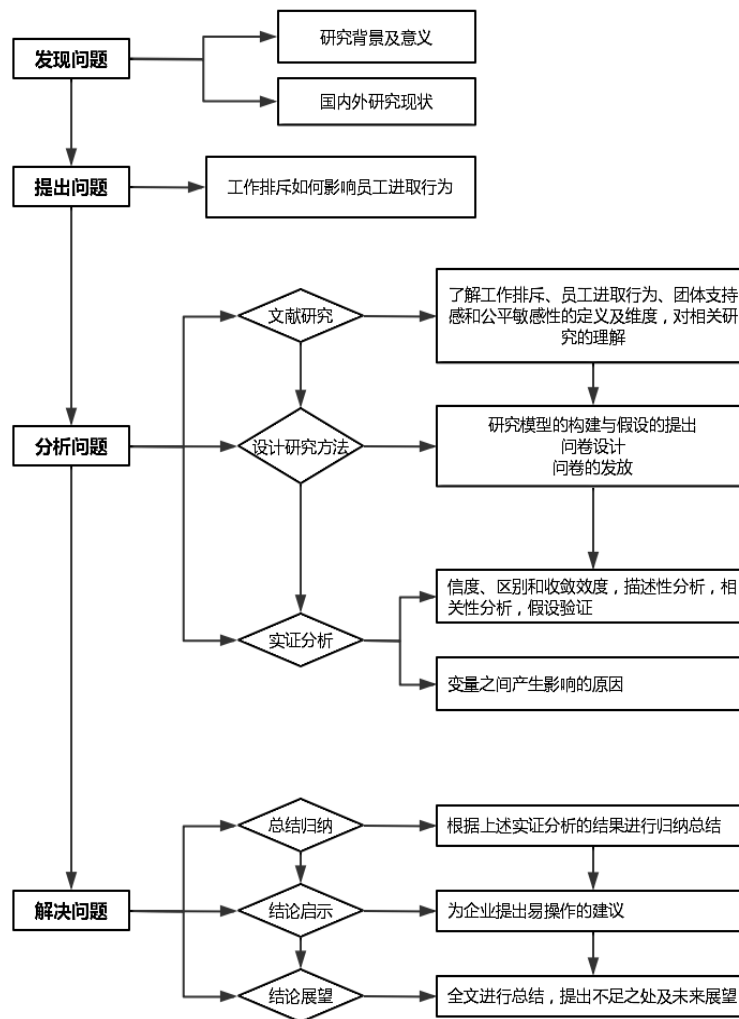 研究背景及意义
发现问题
国内外研究现状
提出问题
工作排斥如何影响员工进取行为
文献研究
了解工作排斥、员工进取行为、团体支持
感和公平敏感性的定义及维度，对相关研
究的理解
分析问题
设计研究方法
研究模型的构建与假设的提出
问卷设计
问卷的发放
实证分析
信度、区别和收敛效度，描述性分析，相
关性分析，假设验证
变量之间产生影响的原因
总结归纳
根据上述实证分析的结果进行归纳总结
解决问题
结论启示
为企业提出易操作的建议
结论展望
全文进行总结，提出不足之处及未来展望